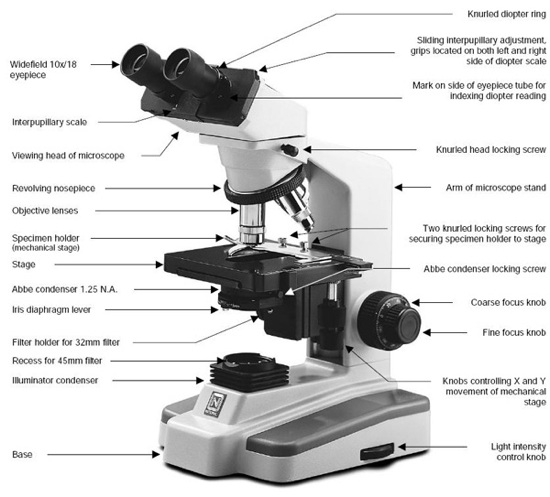 Knurled diopter ring
Sliding interpupillary adjustment,
grips located on both left and right
side of diopter scale
Widefield 10x/18
eyepiece
Mark on side of eyepiece tube for
indexing diopter reading
Interpupillary scale
Viewing head of microscope
Knurled head locking screw
Revolving nosepiece
Arm of microscope stand
Objective lenses
Specimen holder
(mechanical stage)
Two knurled locking screws for
securing specimen holder to stage
Stage
Abbe condenser locking screw
Abbe condenser 1.25 N.A.
Iris diaphragm lever
Coarse focus knob
Fine focus knob
Filter holder for 32mm filter
Recess for 45mm filter
Illuminator condenser
Knobs controlling X and Y
movement of mechanical
stage
N
Base
Light intensity
control knob